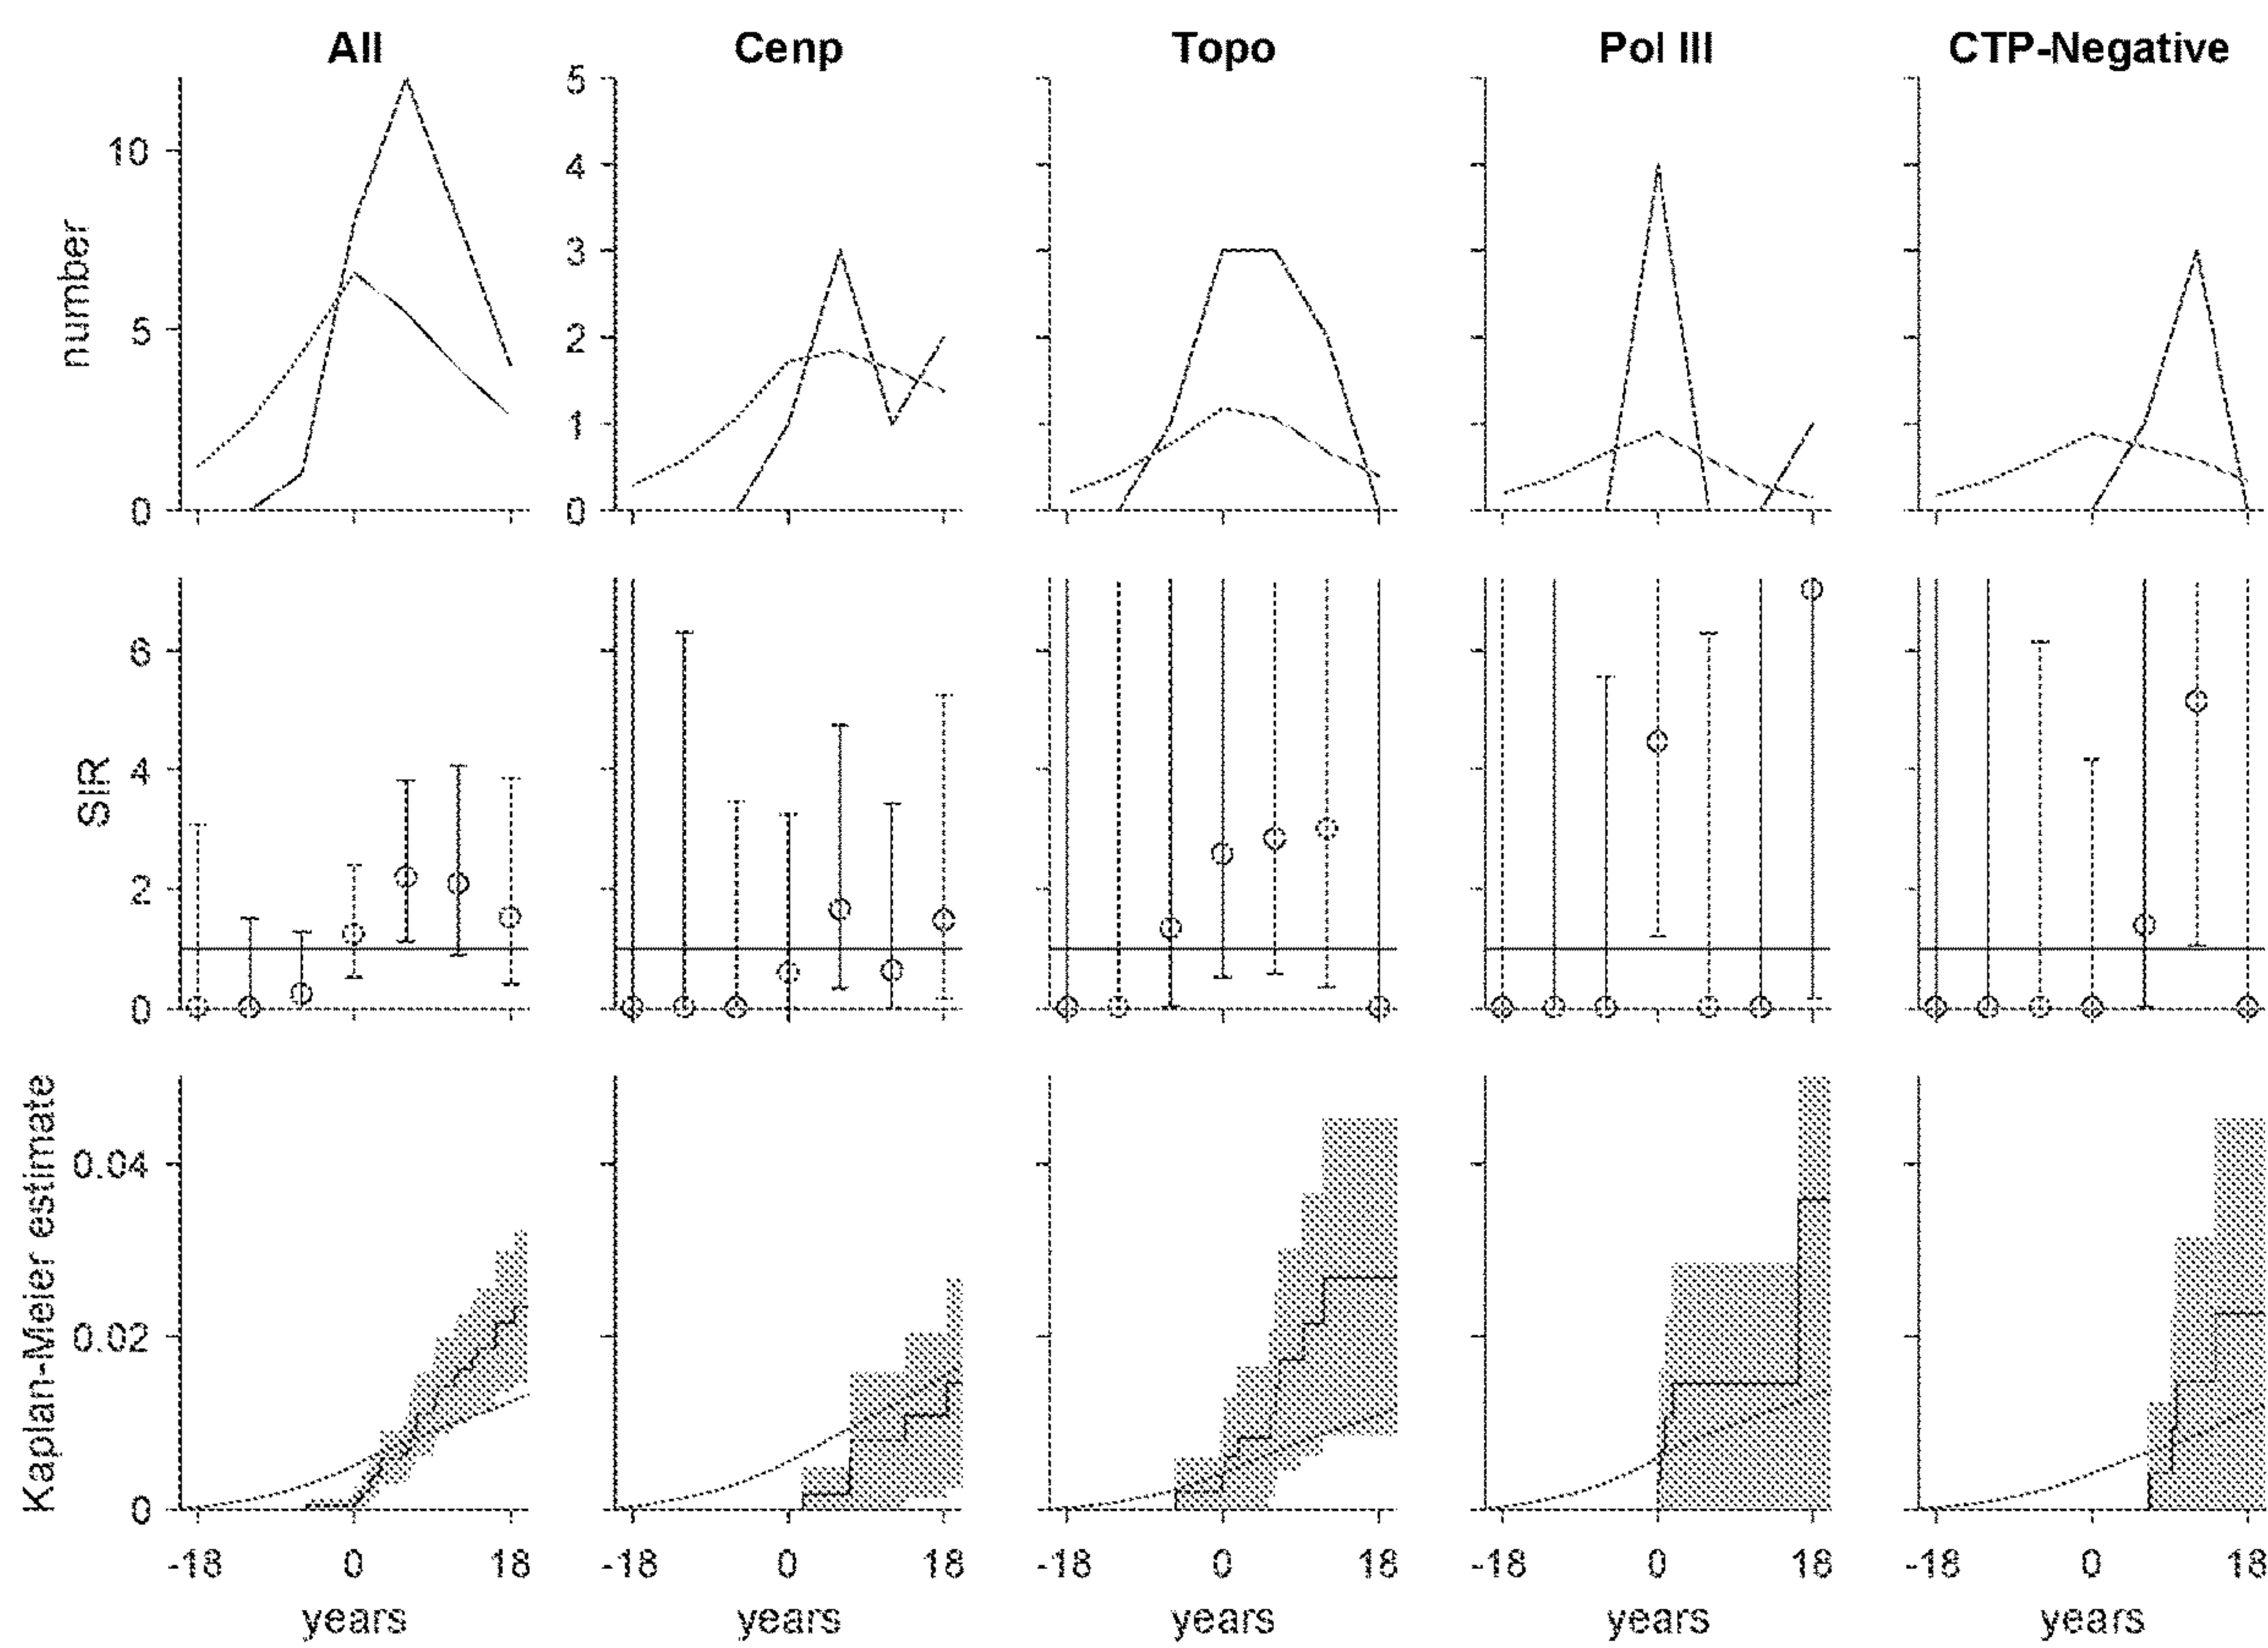 All Cenp Topo Pol III CTP-Negative
number
10
5
0
5
4
3
2
1
0
SIR
6
4
2
0
Kaplan-Meier estimate
0.04
0.02
0
-18 0 18 -18 0 18 -18 0 18 -18 0 18 -18 0 18
years years years years years